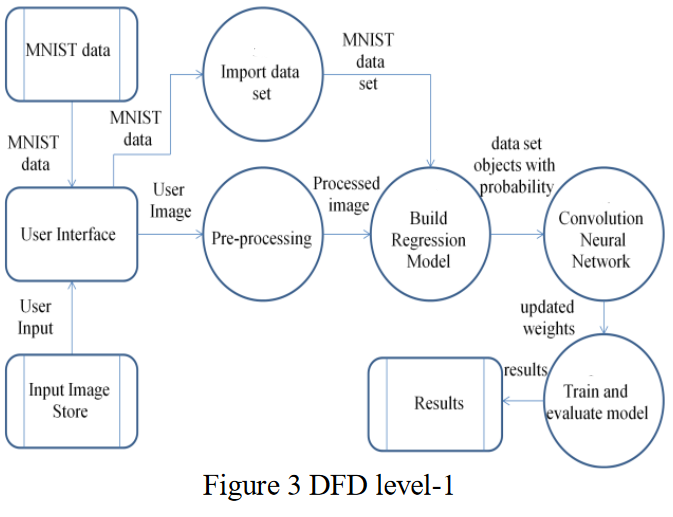 MNIST data
MNIST
data
User Interface
User
Input
Input Image
Store
MNIST
data
Import data
set
MNIST
data
set
User
Image
Pre-processing
Processed
image
Build
Regression
Model
data set
objects with
probability
Convolution
Neural
Network
updated
weights
Train and
evaluate model
results
Results
Figure 3 DFD level-1